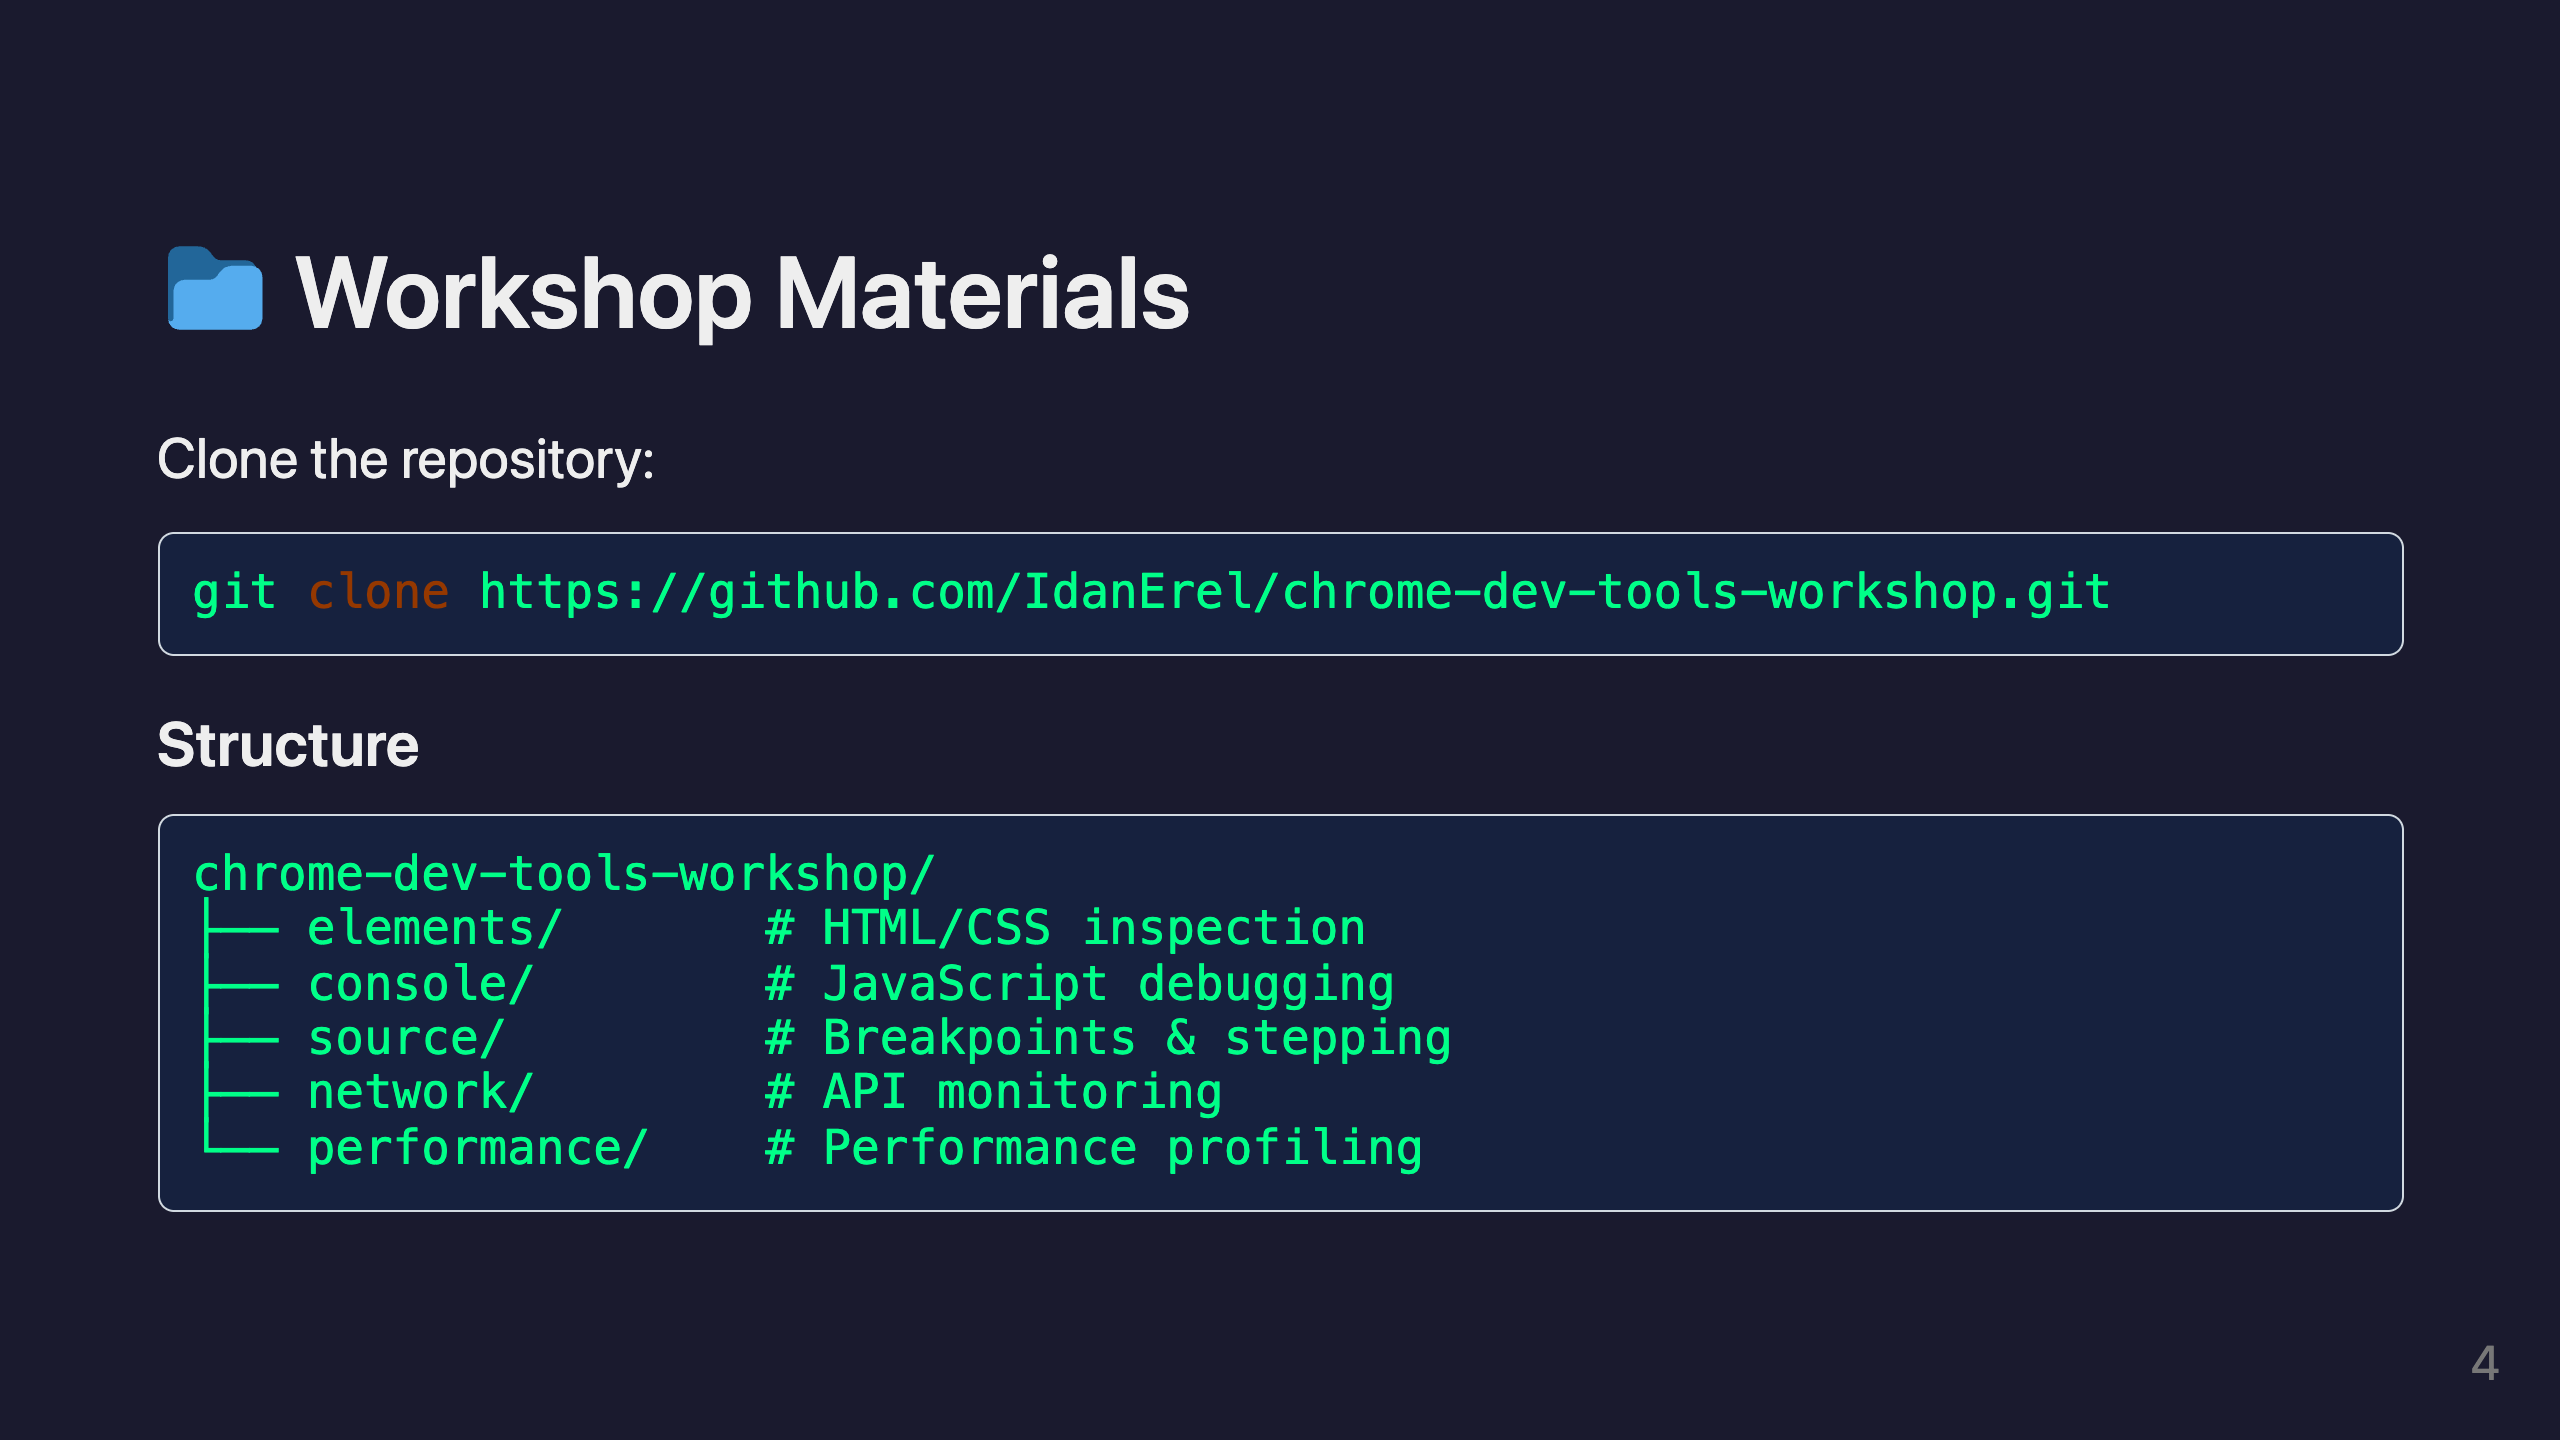 Workshop Materials
Clone the repository:
git clone https://github.com/IdanErel/chrome-dev-tools-workshop.git
Structure
chrome-dev-tools-workshop/
├── elements/       # HTML/CSS inspection
├── console/        # JavaScript debugging
├── source/         # Breakpoints & stepping
├── network/        # API monitoring
└── performance/    # Performance profiling
4